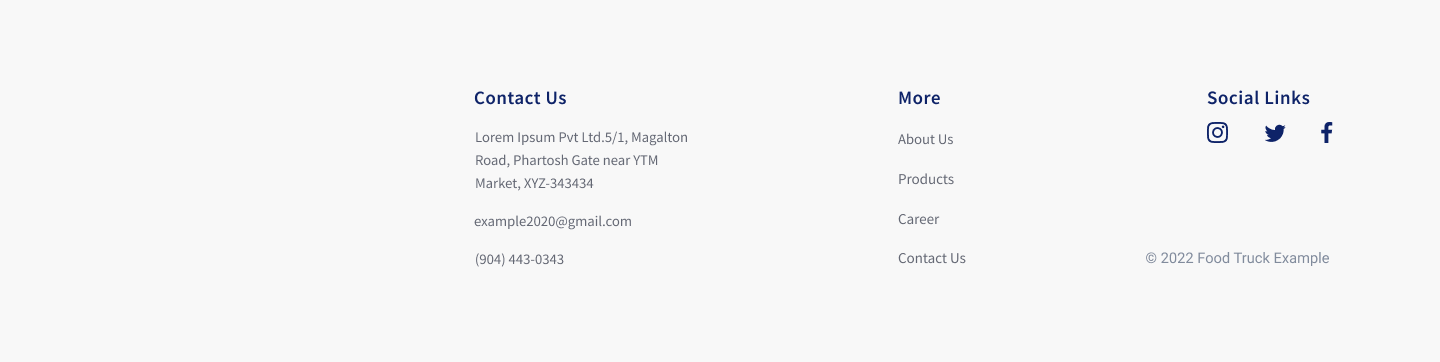 Contact Us
Lorem Ipsum Pvt Ltd.5/1, Magalton
Road, Phartosh Gate near YTM
Market, XYZ-343434
example2020@gmail.com
(904) 443-0343
More
About Us
Products
Career
Contact Us
Social Links
© 2022 Food Truck Example